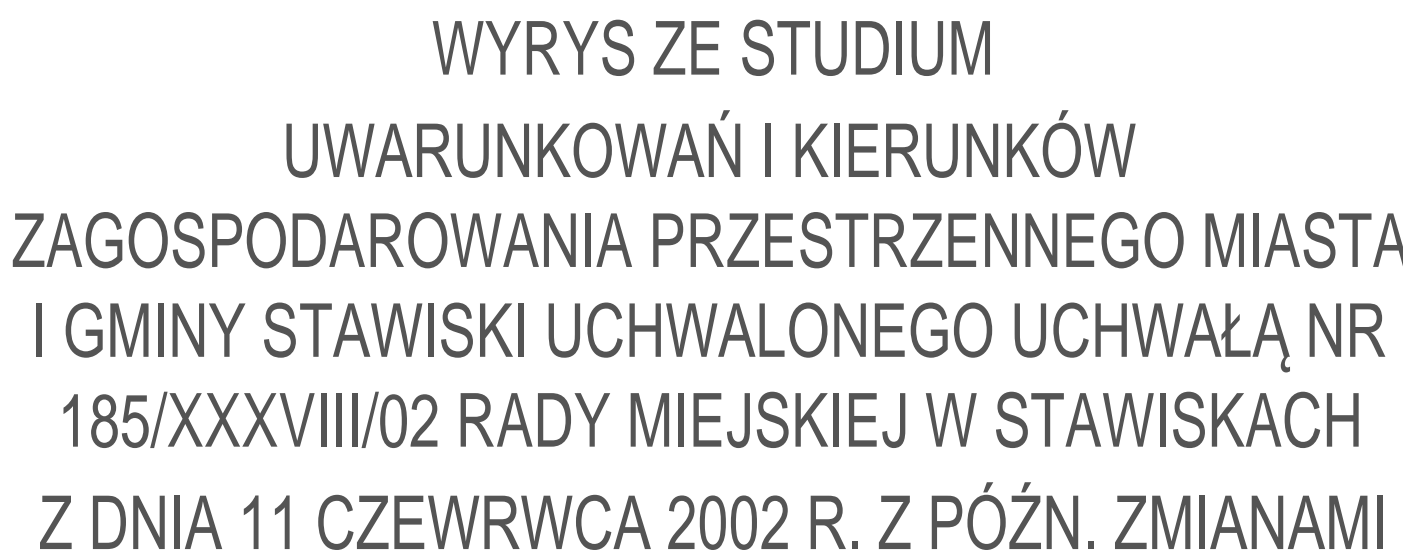 WYRYS ZE STUDIUM
UWARUNKOWAŃ I KIERUNKÓW
ZAGOSPODAROWANIA PRZESTRZENNEGO MIASTA
I GMINY STAWISKI UCHWALONEGO UCHWAŁĄ NR
185/XXXVIII/02 RADY MIEJSKIEJ W STAWISKACH
Z DNIA 11 CZEWRWCA 2002 R. Z PÓŹN. ZMIANAMI